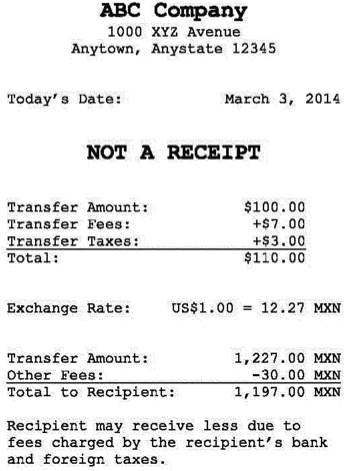 ABC Company
1000 XYZ Avenue
Anytown, Anystate 12345
Today's Date: March 3, 2014
NOT A RECEIPT
Transfer Amount: $100.00
Transfer Fees: +$7.00
Transfer Taxes: +$3.00
Total: $110.00
Exchange Rate: US$1.00 = 12.27 MXN
Transfer Amount: 1,227.00 MXN
Other Fees: -30.00 MXN
Total to Recipient: 1,197.00 MXN
Recipient may receive less due to
fees charged by the recipient's bank
and foreign taxes.